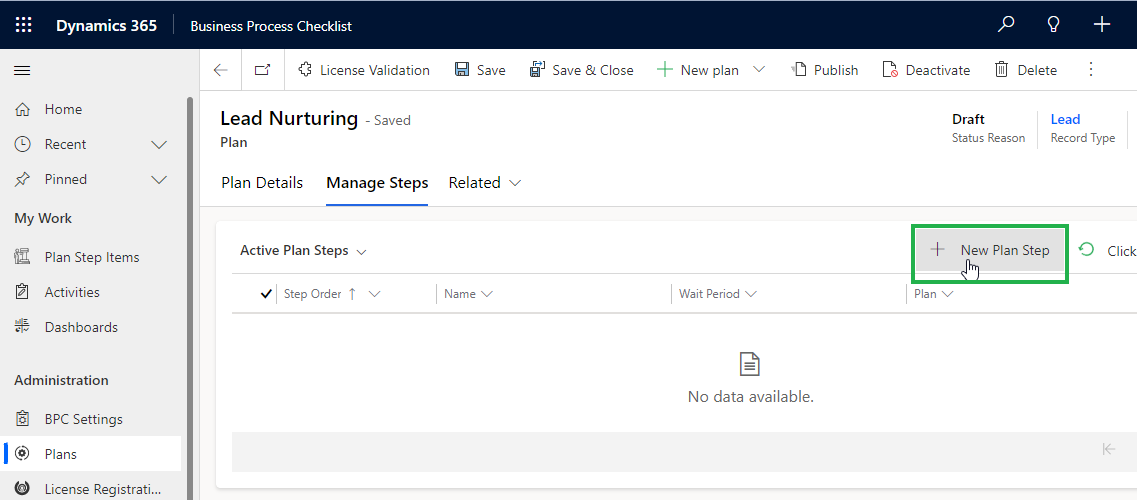 Dynamics 365 Business Process Checklist
License Validation Save Save & Close New plan Publish Deactivate Delete
Home
Recent
Pinned
My Work
Plan Step Items
Activities
Dashboards
Administration
BPC Settings
Plans
License Registrati...
Lead Nurturing - Saved
Plan
Draft
Status Reason
Lead
Record Type
Plan Details Manage Steps Related
Active Plan Steps New Plan Step Click
Step Order Name Wait Period Plan
No data available.